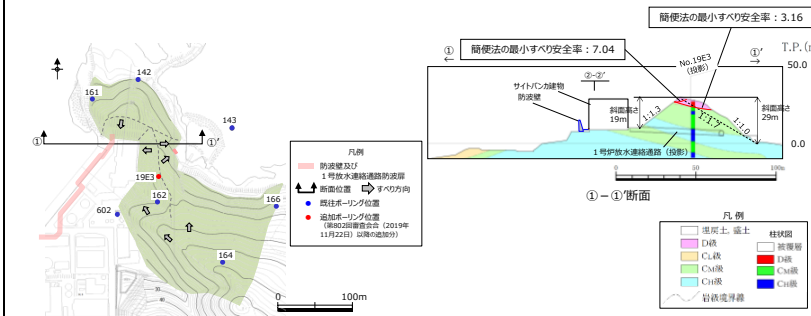 142
161
143
①
①′
19E3
162
602
166
164
0
100m
凡例
防波壁及び
1号放水連絡通路防波扉
断面位置
すべり方向
既往ボーリング位置
追加ボーリング位置
(第802回審査会合(2019年
11月22日)以降の追加分)
簡便法の最小すべり安全率:3.16
簡便法の最小すべり安全率:7.04
No.19E3
(投影)
T.P.(m
50.0
0.0
①
①′
②-②′
サイトバンカ建物
防波壁
斜面高さ
19m
1:1.3
1:1.7
1:1.0
斜面高さ
29m
1号炉放水連絡通路(投影)
0
50
100m
①-①′断面
凡 例
埋戻土, 盛土
D級
CL級
CM級
CH級
岩級境界線
柱状図
被覆層
D級
CM級
CH級